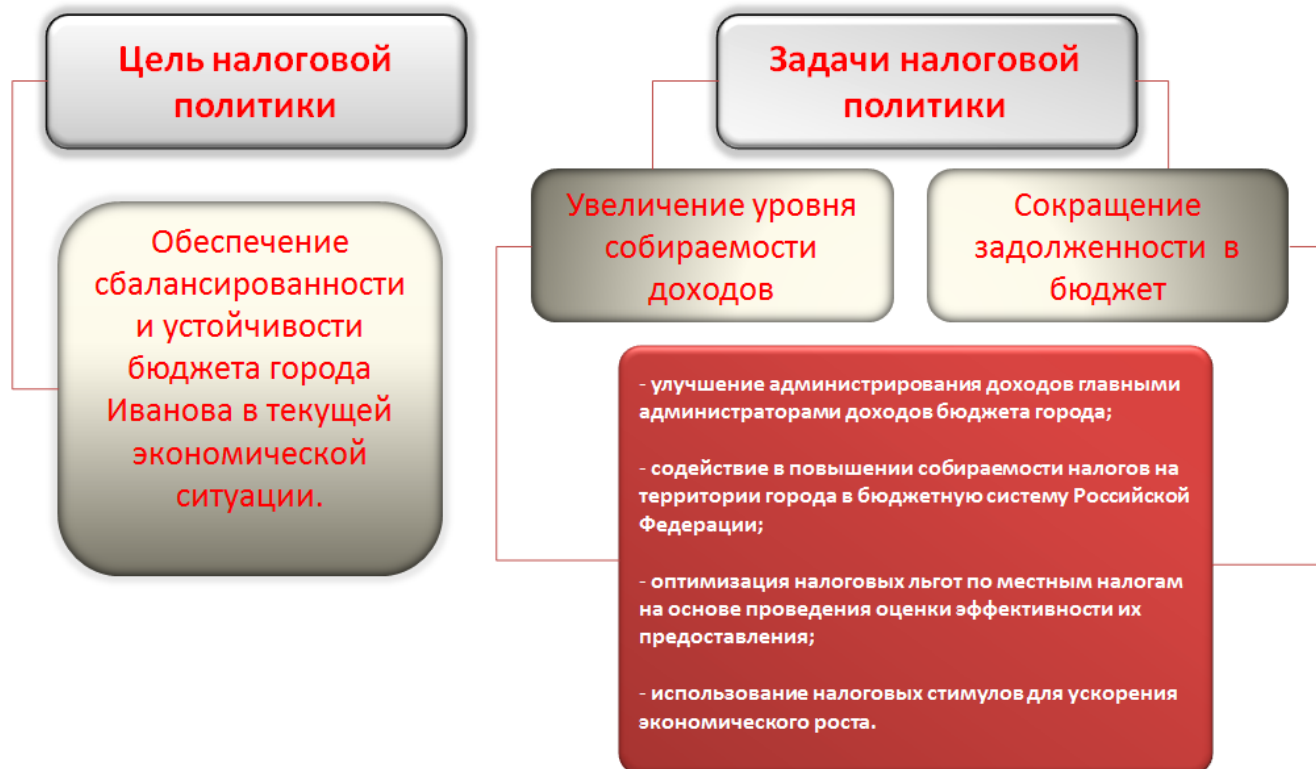 Цель налоговой
политики
Обеспечение
сбалансированности
и устойчивости
бюджета города
Иванова в текущей
экономической
ситуации.
Задачи налоговой
политики
Увеличение уровня
собираемости
доходов
Сокращение
задолженности в
бюджет
- улучшение администрирования доходов главными
администраторами доходов бюджета города;
- содействие в повышении собираемости налогов на
территории города в бюджетную систему Российской
Федерации;
- оптимизация налоговых льгот по местным налогам
на основе проведения оценки эффективности их
предоставления;
- использование налоговых стимулов для ускорения
экономического роста.